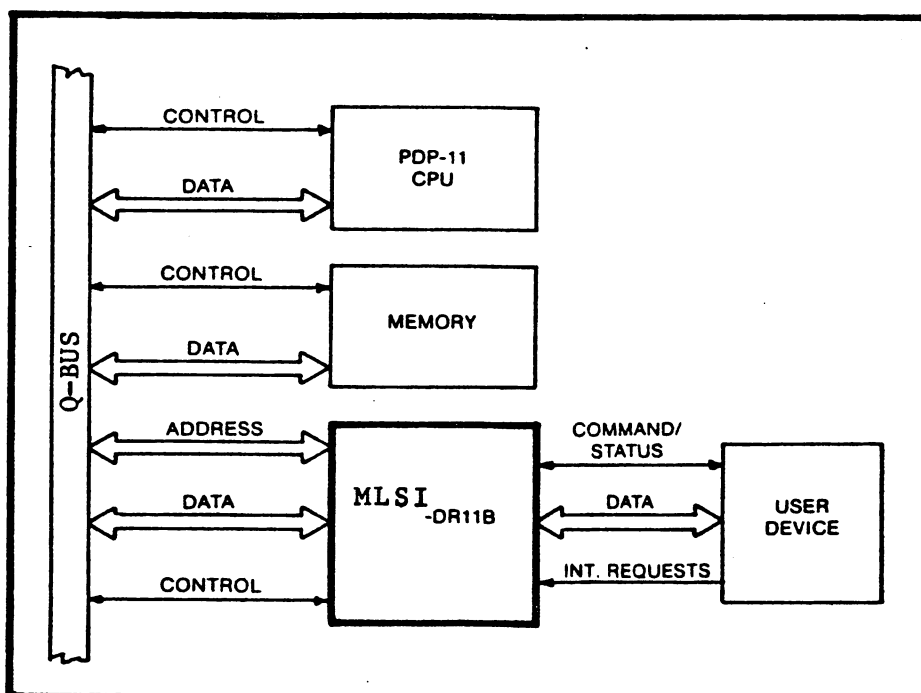 CONTROL
PDP-11
CPU
DATA
CONTROL
MEMORY
DATA
Q-BUS
ADDRESS
MLSI
-DR11B
DATA
CONTROL
COMMAND/
STATUS
DATA
INT. REQUESTS
USER
DEVICE